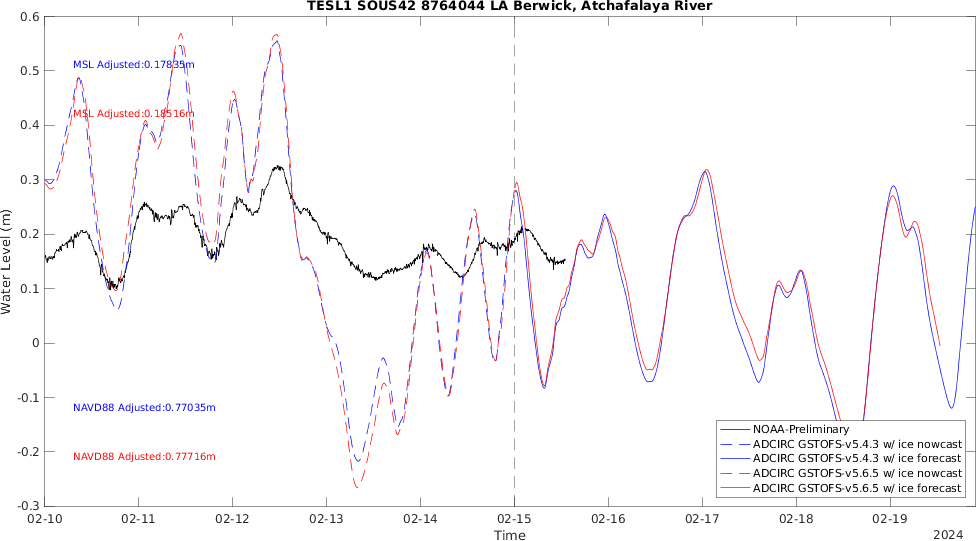 TESL1 SOUS42 8764044 LA Berwick, Atchafalaya River
0.6
0.5
0.4
0.3
0.2
0.1
0
-0.1
-0.2
-0.3
Water Level (m)
MSL Adjusted:0.17835m
MSL Adjusted:0.18516m
NAVD88 Adjusted:0.77035m
NAVD88 Adjusted:0.77716m
NOAA-Preliminary
ADCIRC GSTOFS-v5.4.3 w/ ice nowcast
ADCIRC GSTOFS-v5.4.3 w/ ice forecast
ADCIRC GSTOFS-v5.6.5 w/ ice nowcast
ADCIRC GSTOFS-v5.6.5 w/ ice forecast
02-10 02-11 02-12 02-13 02-14 02-15 02-16 02-17 02-18 02-19
Time
2024